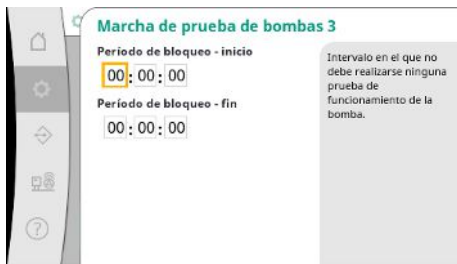 Marcha de prueba de bombas 3
Período de bloqueo - inicio
00 : 00 : 00
Período de bloqueo - fin
00 : 00 : 00
Intervalo en el que no
debe realizarse ninguna
prueba de
funcionamiento de la
bomba.
?